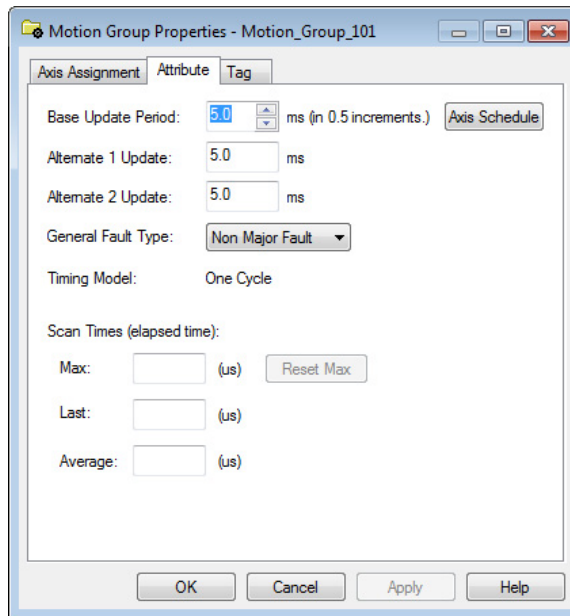 Motion Group Properties - Motion_Group_101
Axis Assignment Attribute Tag
Base Update Period: 5.0 ms (in 0.5 increments.) Axis Schedule
Alternate 1 Update: 5.0 ms
Alternate 2 Update: 5.0 ms
General Fault Type: Non Major Fault
Timing Model: One Cycle
Scan Times (elapsed time):
Max: (us) Reset Max
Last: (us)
Average: (us)
OK Cancel Apply Help